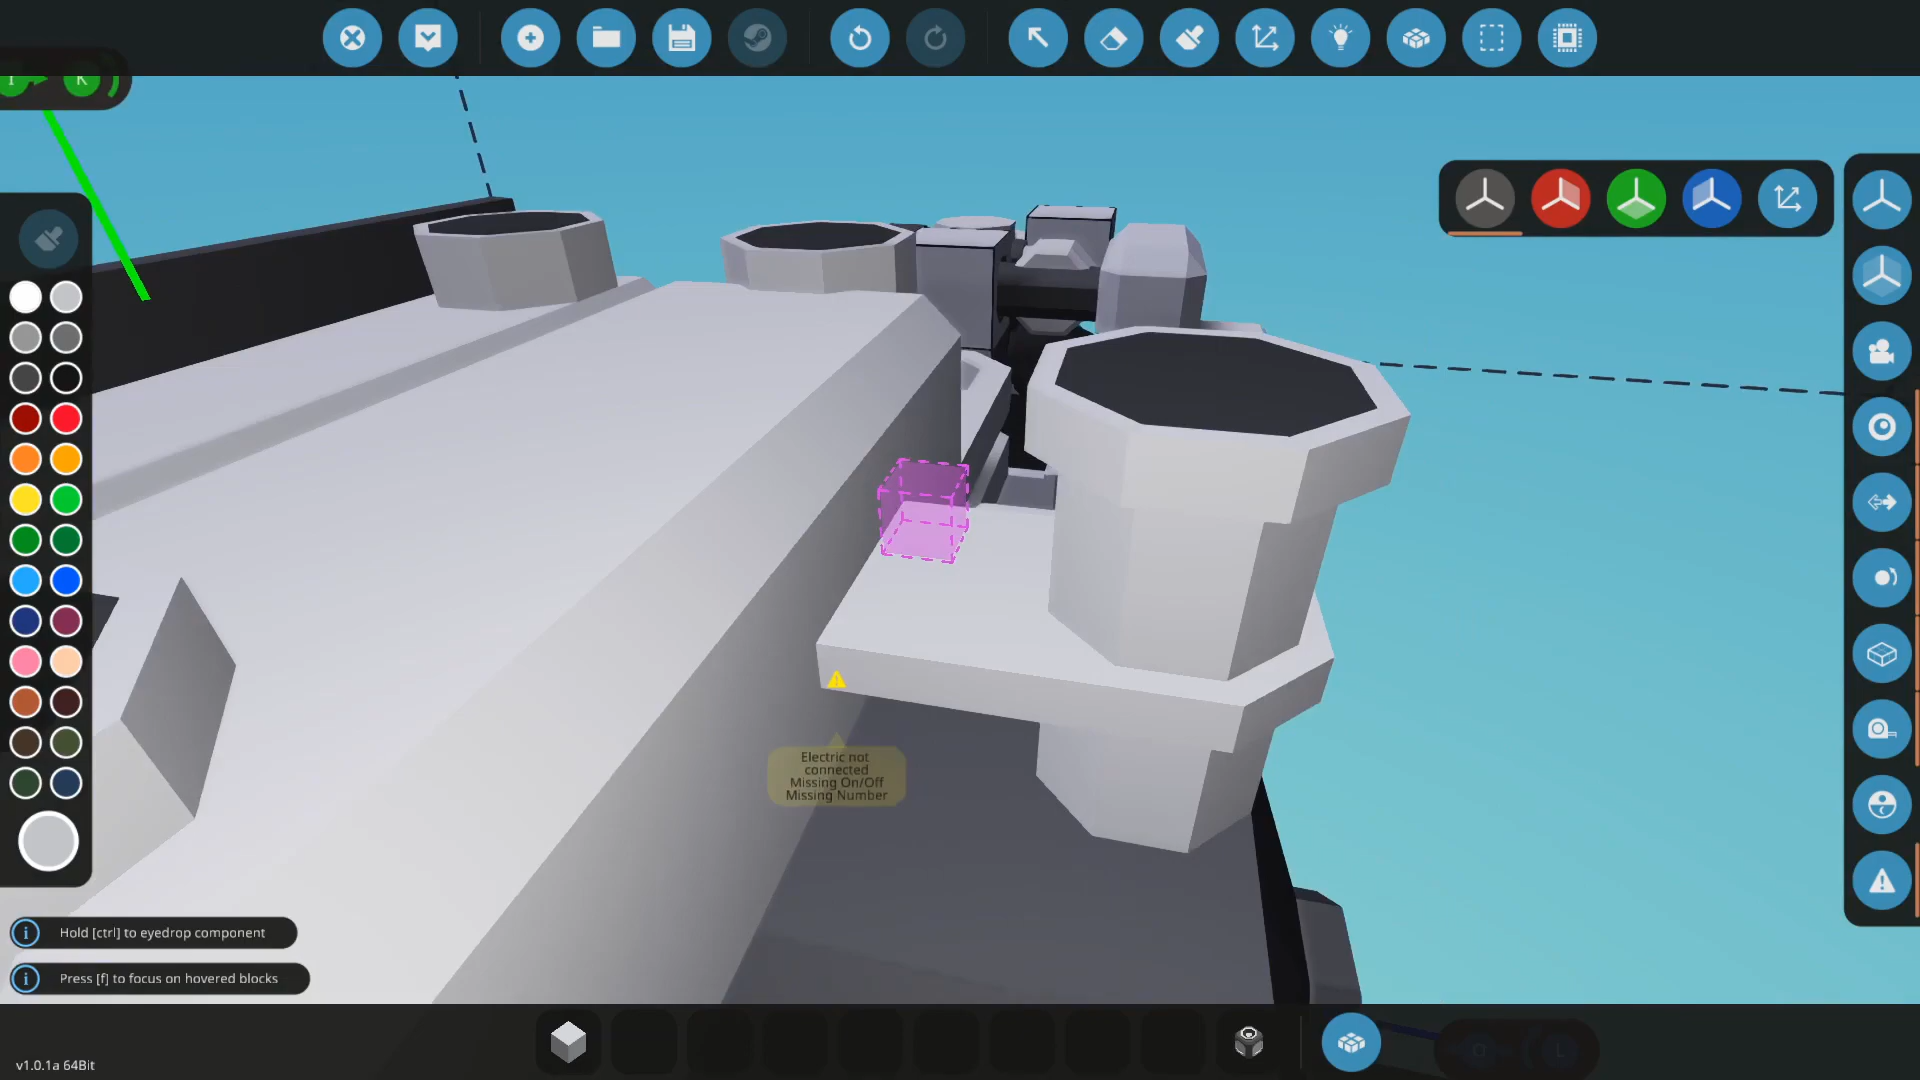 K
Electric not
connected
Missing On/Off
Missing Number
Hold [ctrl] to eyedrop component
Press [f] to focus on hovered blocks
v1.0.1a 64Bit